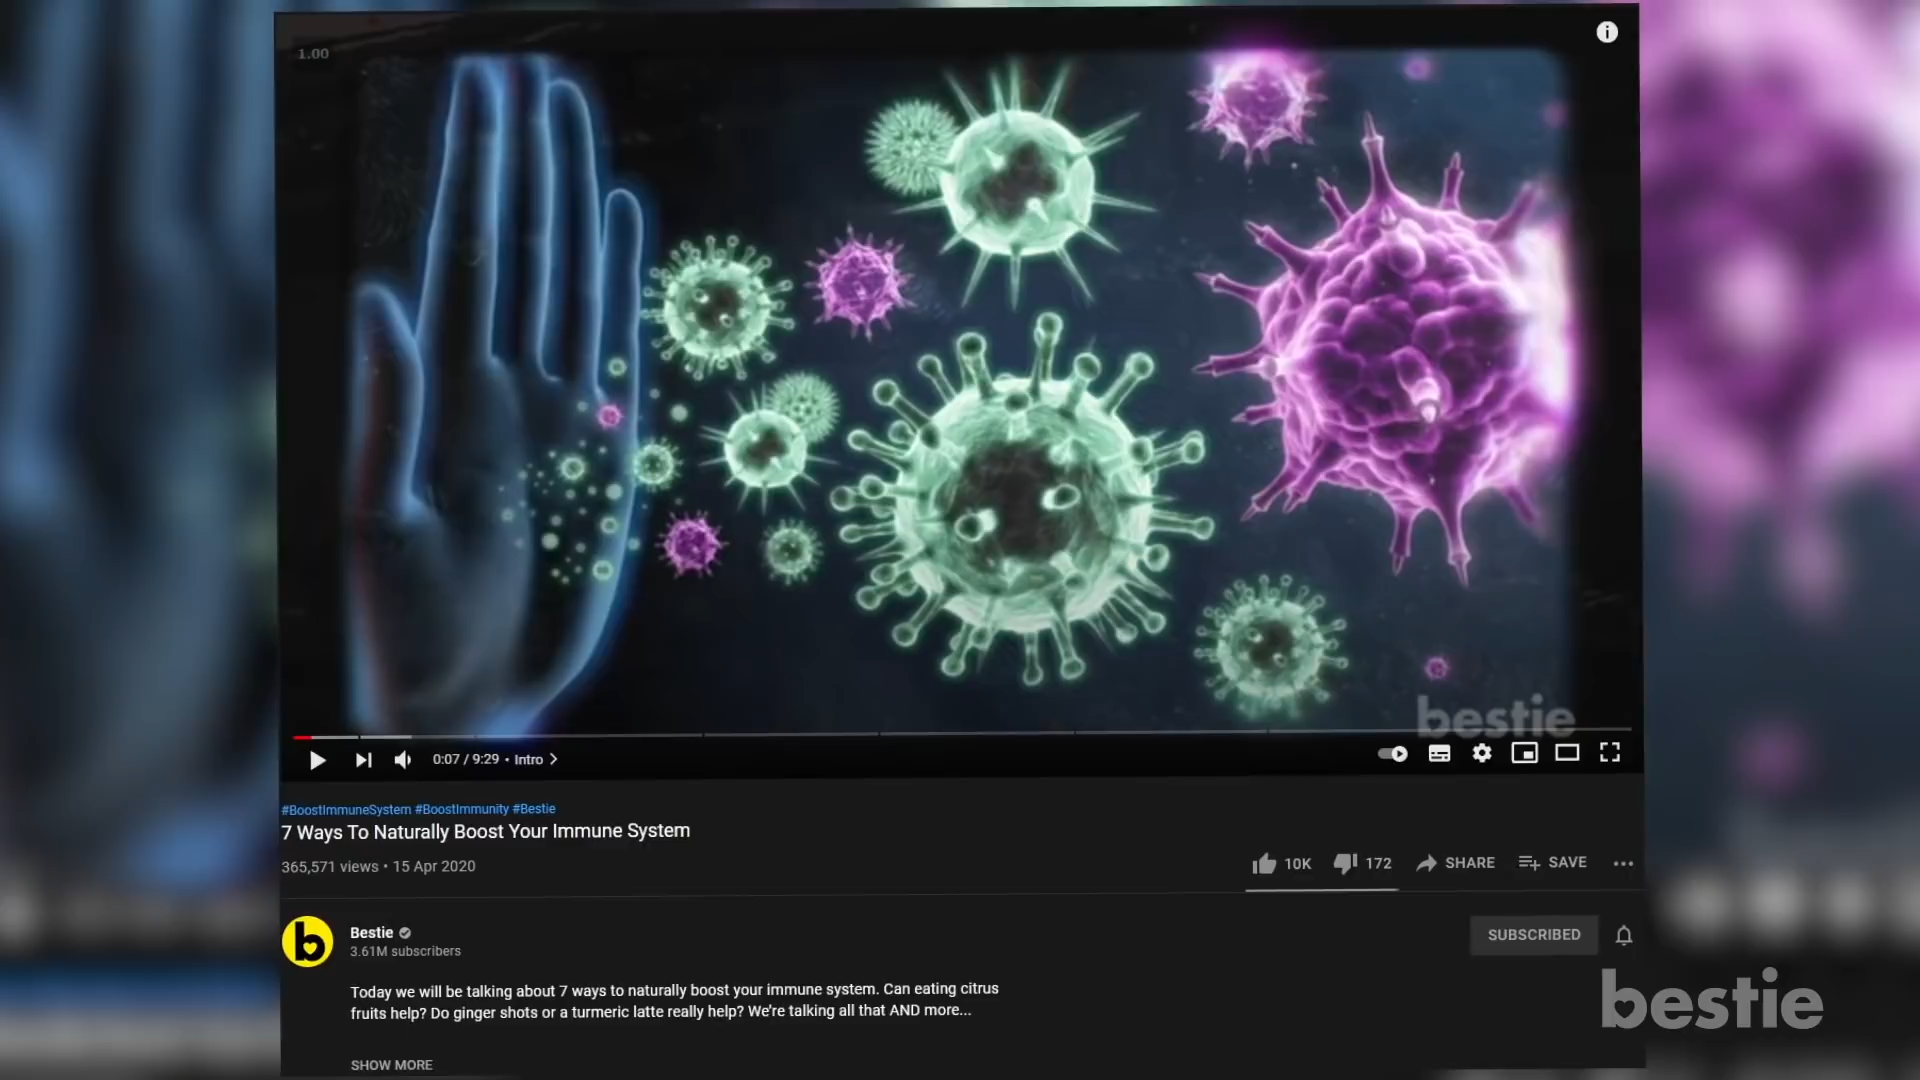 1.00
bestie
0:07 / 9:29 • Intro
#BoostImmuneSystem #BoostImmunity #Bestie
7 Ways To Naturally Boost Your Immune System
365,571 views • 15 Apr 2020
10K 172 SHARE SAVE
b
Bestie
3.61M subscribers
SUBSCRIBED
Today we will be talking about 7 ways to naturally boost your immune system. Can eating citrus
fruits help? Do ginger shots or a turmeric latte really help? We're talking all that AND more...
bestie
SHOW MORE